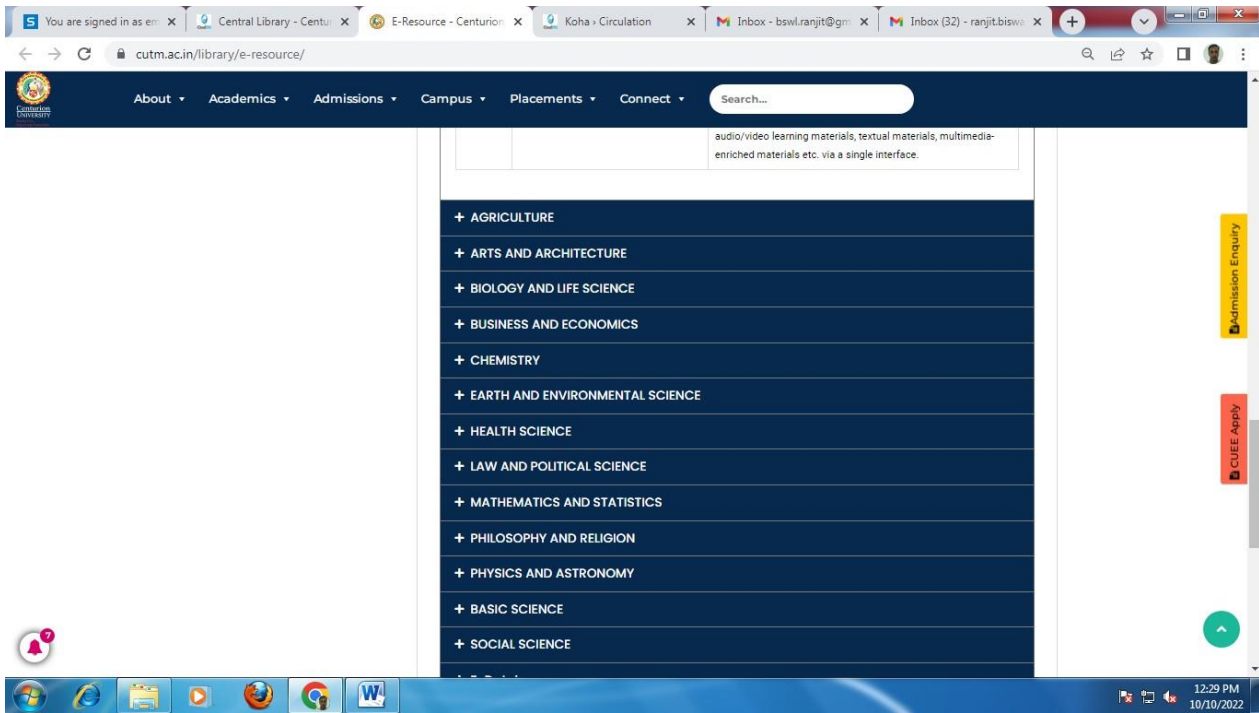 You are signed in as em
Central Library - Centur
E-Resource - Centurion
Koha › Circulation
Inbox - bswl.ranjit@gm
Inbox (32) - ranjit.biswa
cutm.ac.in/library/e-resource/
Centurion
UNIVERSITY
About
Academics
Admissions
Campus
Placements
Connect
Search...
audio/video learning materials, textual materials, multimedia-
enriched materials etc. via a single interface.
+ AGRICULTURE
+ ARTS AND ARCHITECTURE
+ BIOLOGY AND LIFE SCIENCE
+ BUSINESS AND ECONOMICS
+ CHEMISTRY
+ EARTH AND ENVIRONMENTAL SCIENCE
+ HEALTH SCIENCE
+ LAW AND POLITICAL SCIENCE
+ MATHEMATICS AND STATISTICS
+ PHILOSOPHY AND RELIGION
+ PHYSICS AND ASTRONOMY
+ BASIC SCIENCE
+ SOCIAL SCIENCE
Admission Enquiry
CUEE Apply
7
12:29 PM
10/10/2022